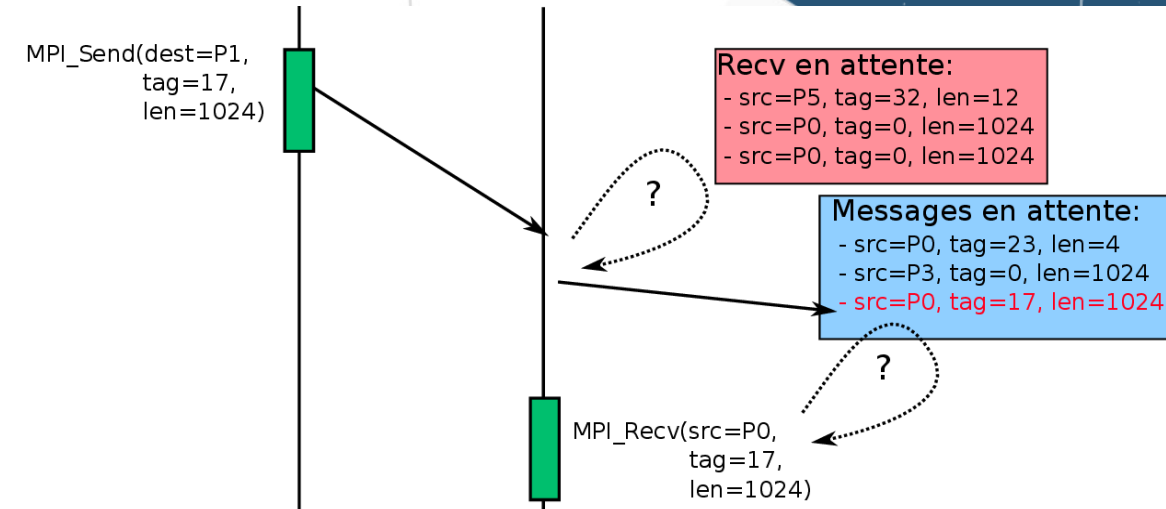 MPI_Send(dest=P1,
tag=17,
len=1024)
Recv en attente:
- src=P5, tag=32, len=12
- src=P0, tag=0, len=1024
- src=P0, tag=0, len=1024
?
Messages en attente:
- src=P0, tag=23, len=4
- src=P3, tag=0, len=1024
- src=P0, tag=17, len=1024
?
MPI_Recv(src=P0,
tag=17,
len=1024)